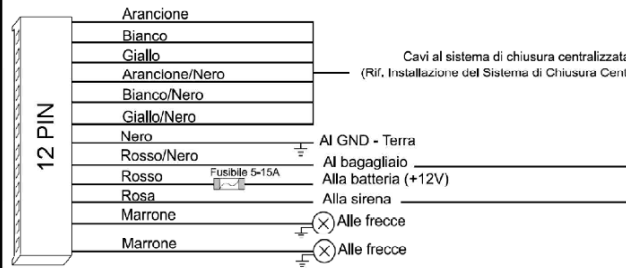 Arancione
Bianco
Giallo
Arancione/Nero
Bianco/Nero
Giallo/Nero
Cavi al sistema di chiusura centralizzata
(Rif. Installazione del Sistema di Chiusura Cent
12 PIN
Nero
Al GND - Terra
Rosso/Nero
Al bagagliaio
Rosso
Fusibile 5-15A
Alla batteria (+12V)
Rosa
Alla sirena
Marrone
Alle frecce
Marrone
Alle frecce